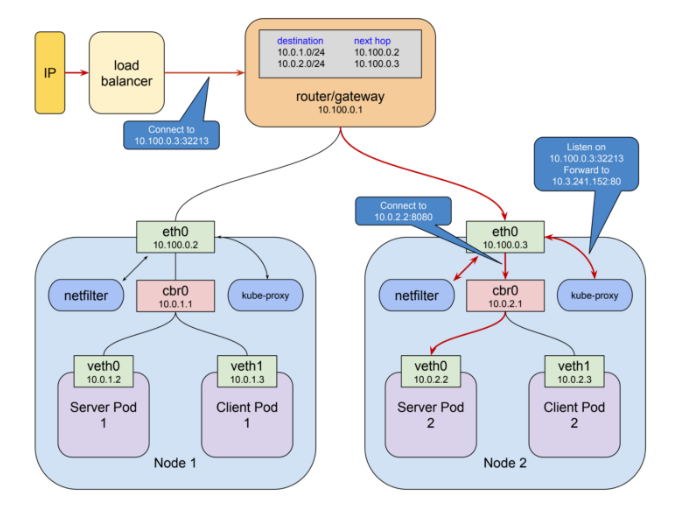 destination next hop
10.0.1.0/24 10.100.0.2
10.0.2.0/24 10.100.0.3
IP
load
balancer
router/gateway
10.100.0.1
Connect to
10.100.0.3:32213
Listen on
10.100.0.3:32213
Forward to
10.3.241.152:80
Connect to
10.0.2.2:8080
eth0
10.100.0.2
netfilter
cbr0
10.0.1.1
kube-proxy
veth0
10.0.1.2
veth1
10.0.1.3
Server Pod
1
Client Pod
1
Node 1
eth0
10.100.0.3
netfilter
cbr0
10.0.2.1
kube-proxy
veth0
10.0.2.2
veth1
10.0.2.3
Server Pod
2
Client Pod
2
Node 2